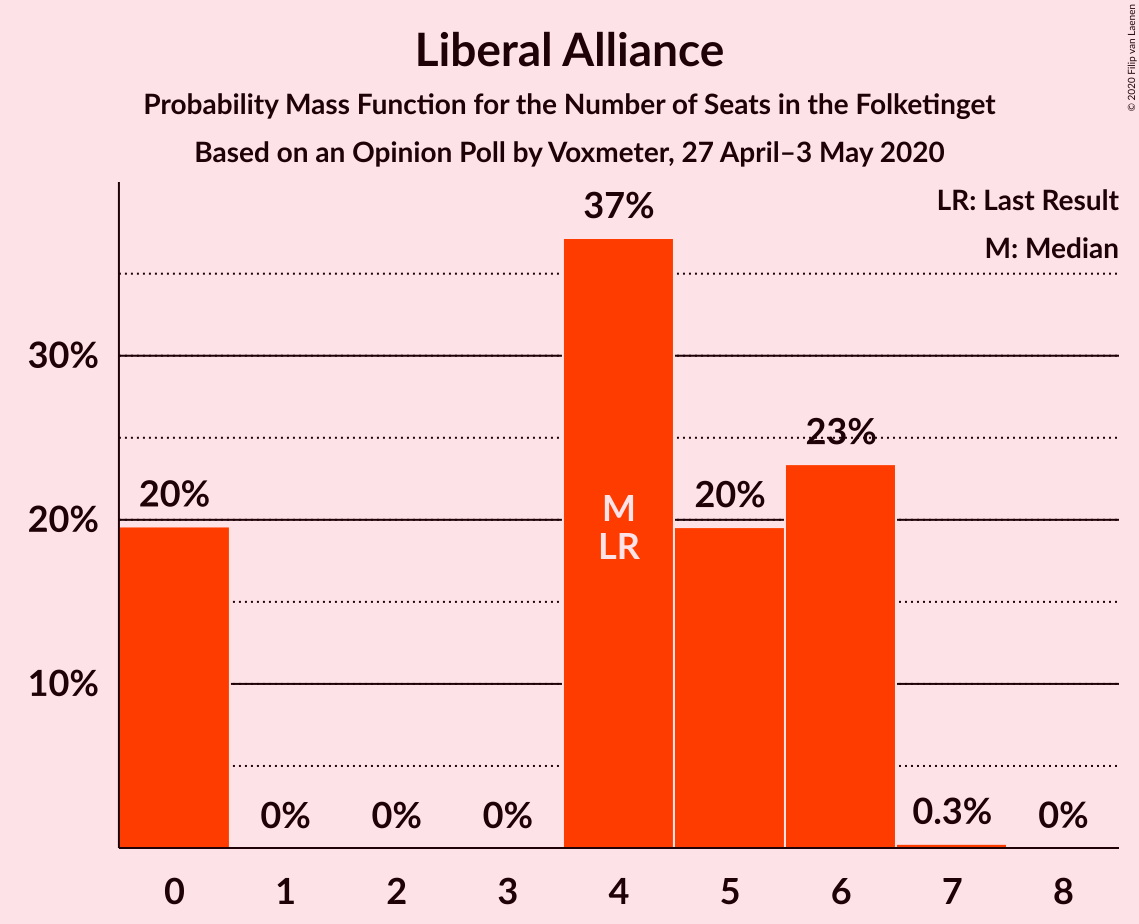 Liberal Alliance
Probability Mass Function for the Number of Seats in the Folketinget
Based on an Opinion Poll by Voxmeter, 27 April–3 May 2020
© 2020 Filip van Laenen
LR: Last Result
M: Median
30%
20%
10%
20%
0%
0%
0%
37%
M
LR
20%
23%
0.3%
0%
0 1 2 3 4 5 6 7 8